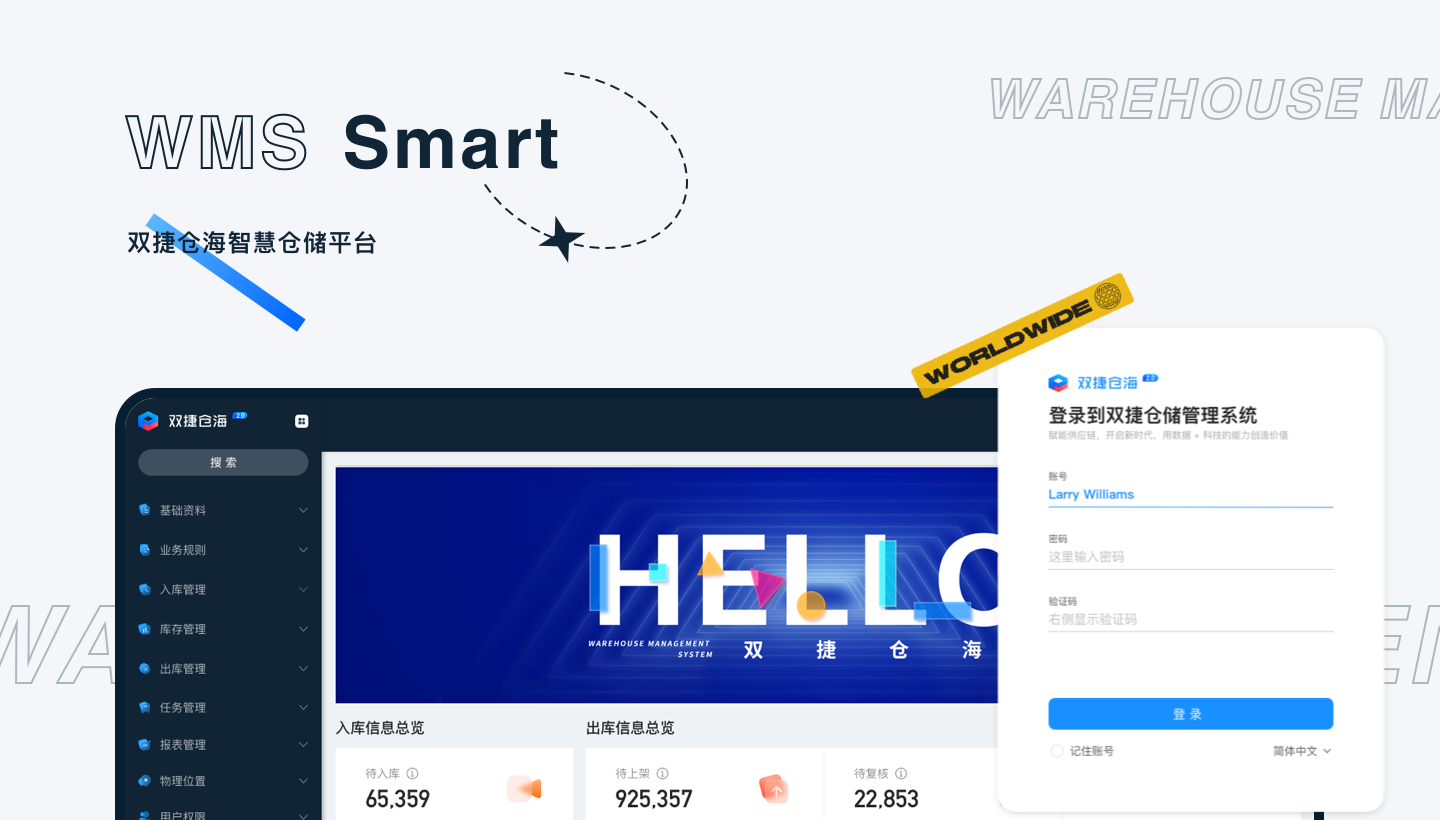 WAREHOUSE MA
WMS Smart
双捷仓海智慧仓储平台
WORLDWIDE
双捷仓海 2.0
搜索
基础资料
业务规则
入库管理
库存管理
出库管理
任务管理
报表管理
物理位置
用户权限
HELLO
WAREHOUSE MANAGEMENT
SYSTEM
双捷仓海
入库信息总览
出库信息总览
待入库
65,359
待上架
925,357
待复核
22,853
双捷仓海 2.0
登录到双捷仓储管理系统
赋能供应链、开启新时代、用数据 + 科技的能力创造价值
账号
Larry Williams
密码
这里输入密码
验证码
右侧显示验证码
登录
记住账号
简体中文
WA
EN